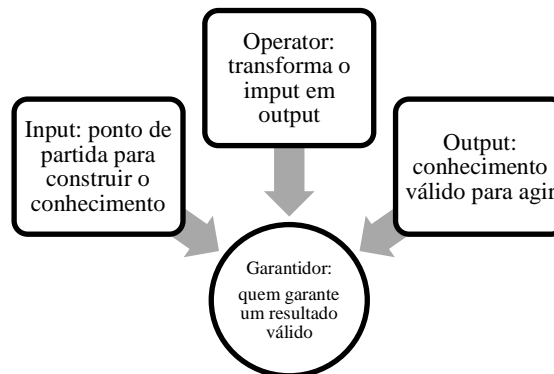 Operator:
transforma o
imput em
output
Input: ponto de
partida para
construir o
conhecimento
Output:
conhecimento
válido para agir
Garantidor:
quem garante
um resultado
válido